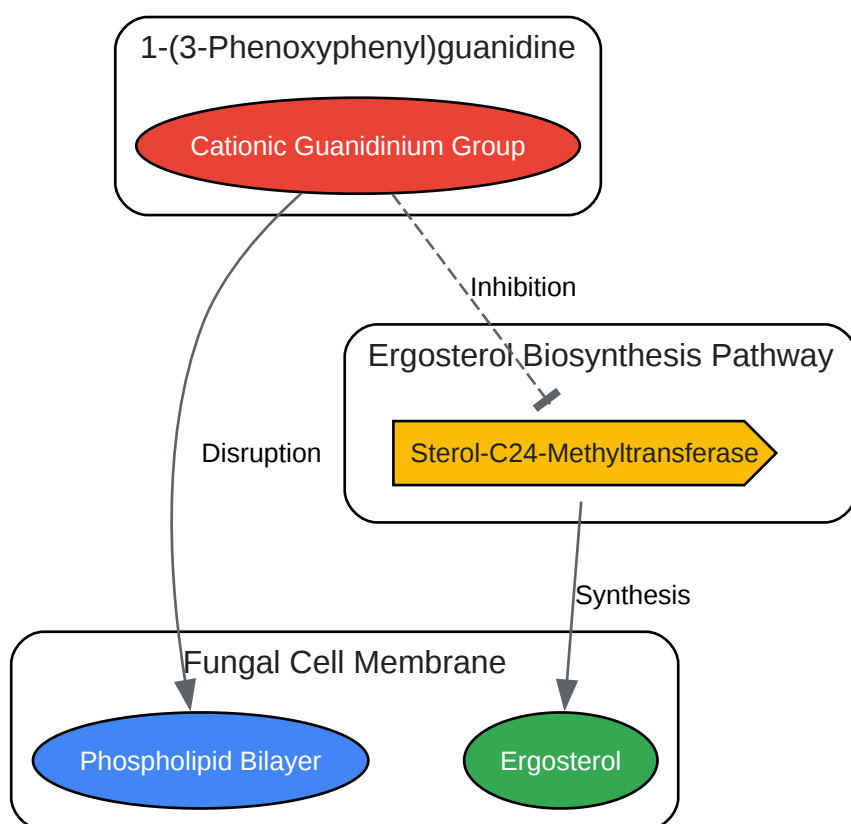 1-(3-Phenoxyphenyl)guanidine
Cationic Guanidinium Group
Inhibition
Ergosterol Biosynthesis Pathway
Disruption
Sterol-C24-Methyltransferase
Synthesis
Fungal Cell Membrane
Phospholipid Bilayer
Ergosterol